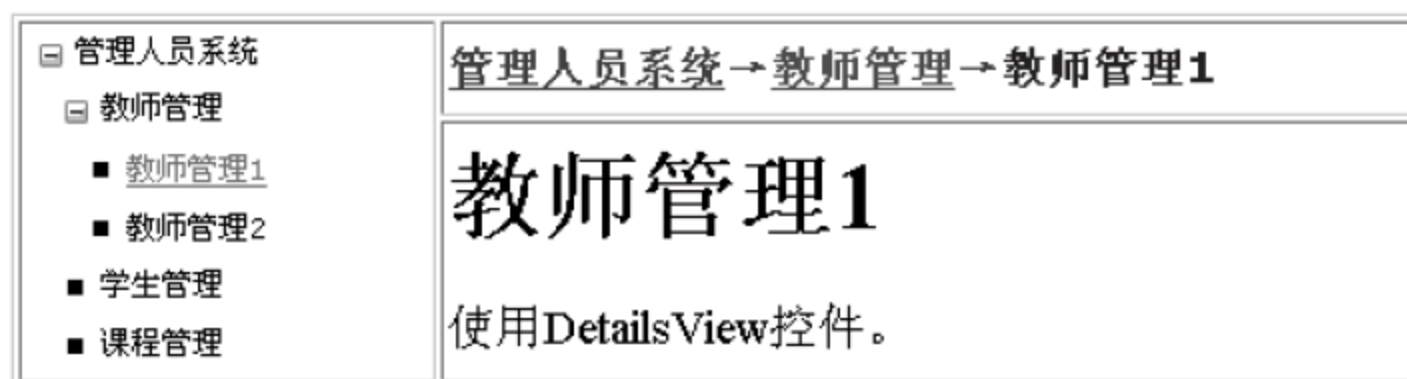 管理人员系统
教师管理
教师管理1
教师管理2
学生管理
课程管理
管理人员系统→教师管理→教师管理1
教师管理1
使用DetailsView控件。